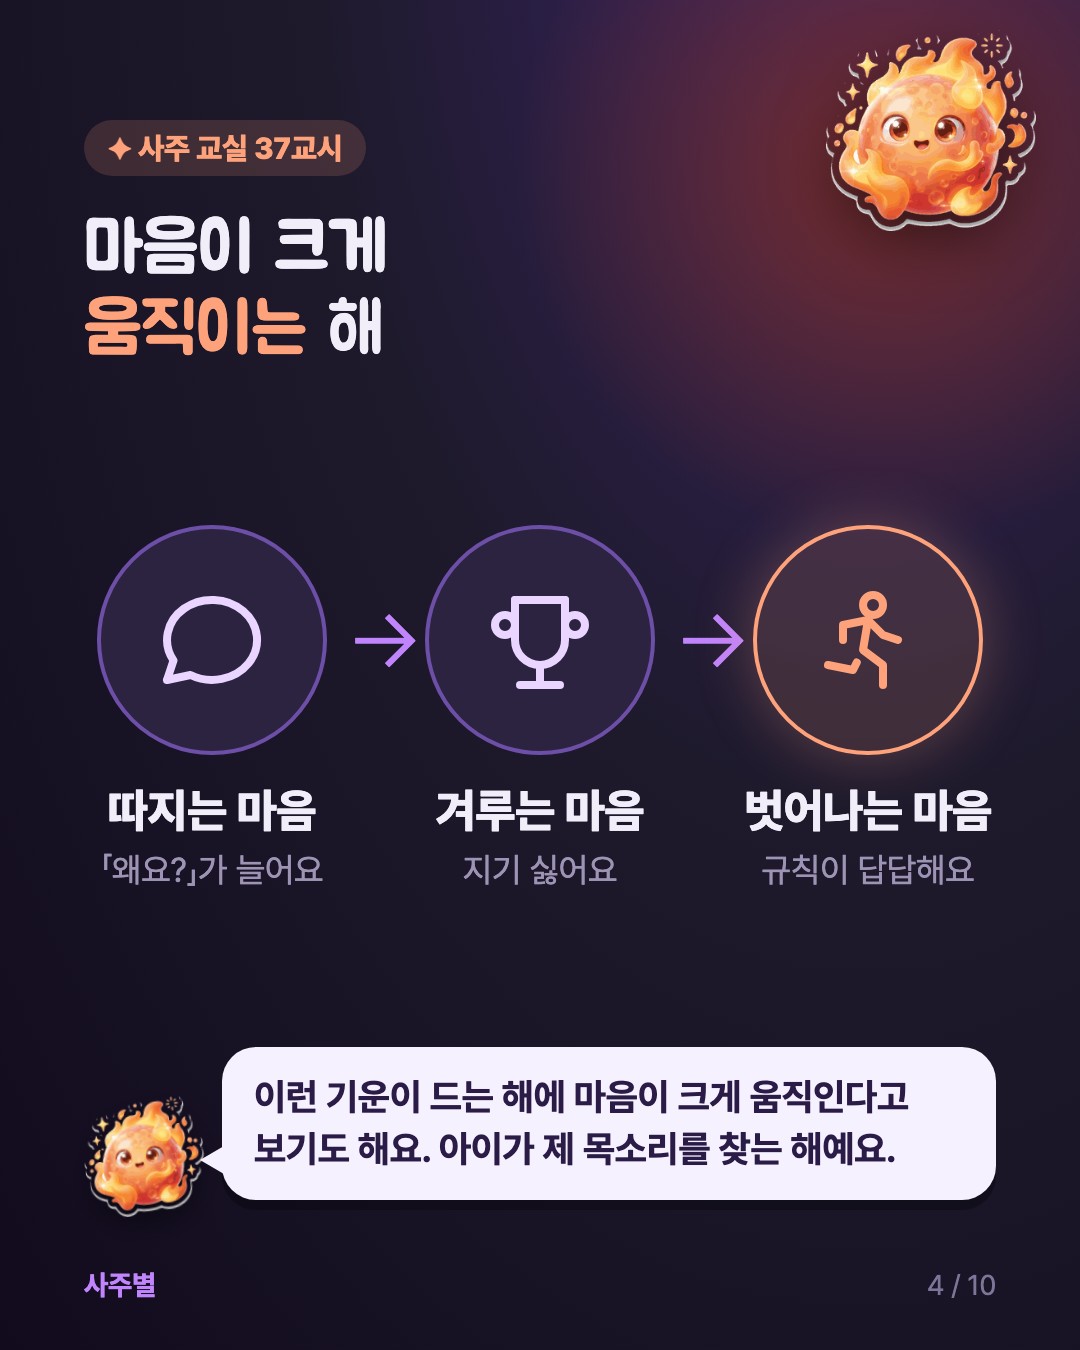 ✦ 사주 교실 37교시
마음이 크게
움직이는 해
따지는 마음
「왜요?」가 늘어요
겨루는 마음
지기 싫어요
벗어나는 마음
규칙이 답답해요
이런 기운이 드는 해에 마음이 크게 움직인다고
보기도 해요. 아이가 제 목소리를 찾는 해예요.
사주별
4 / 10